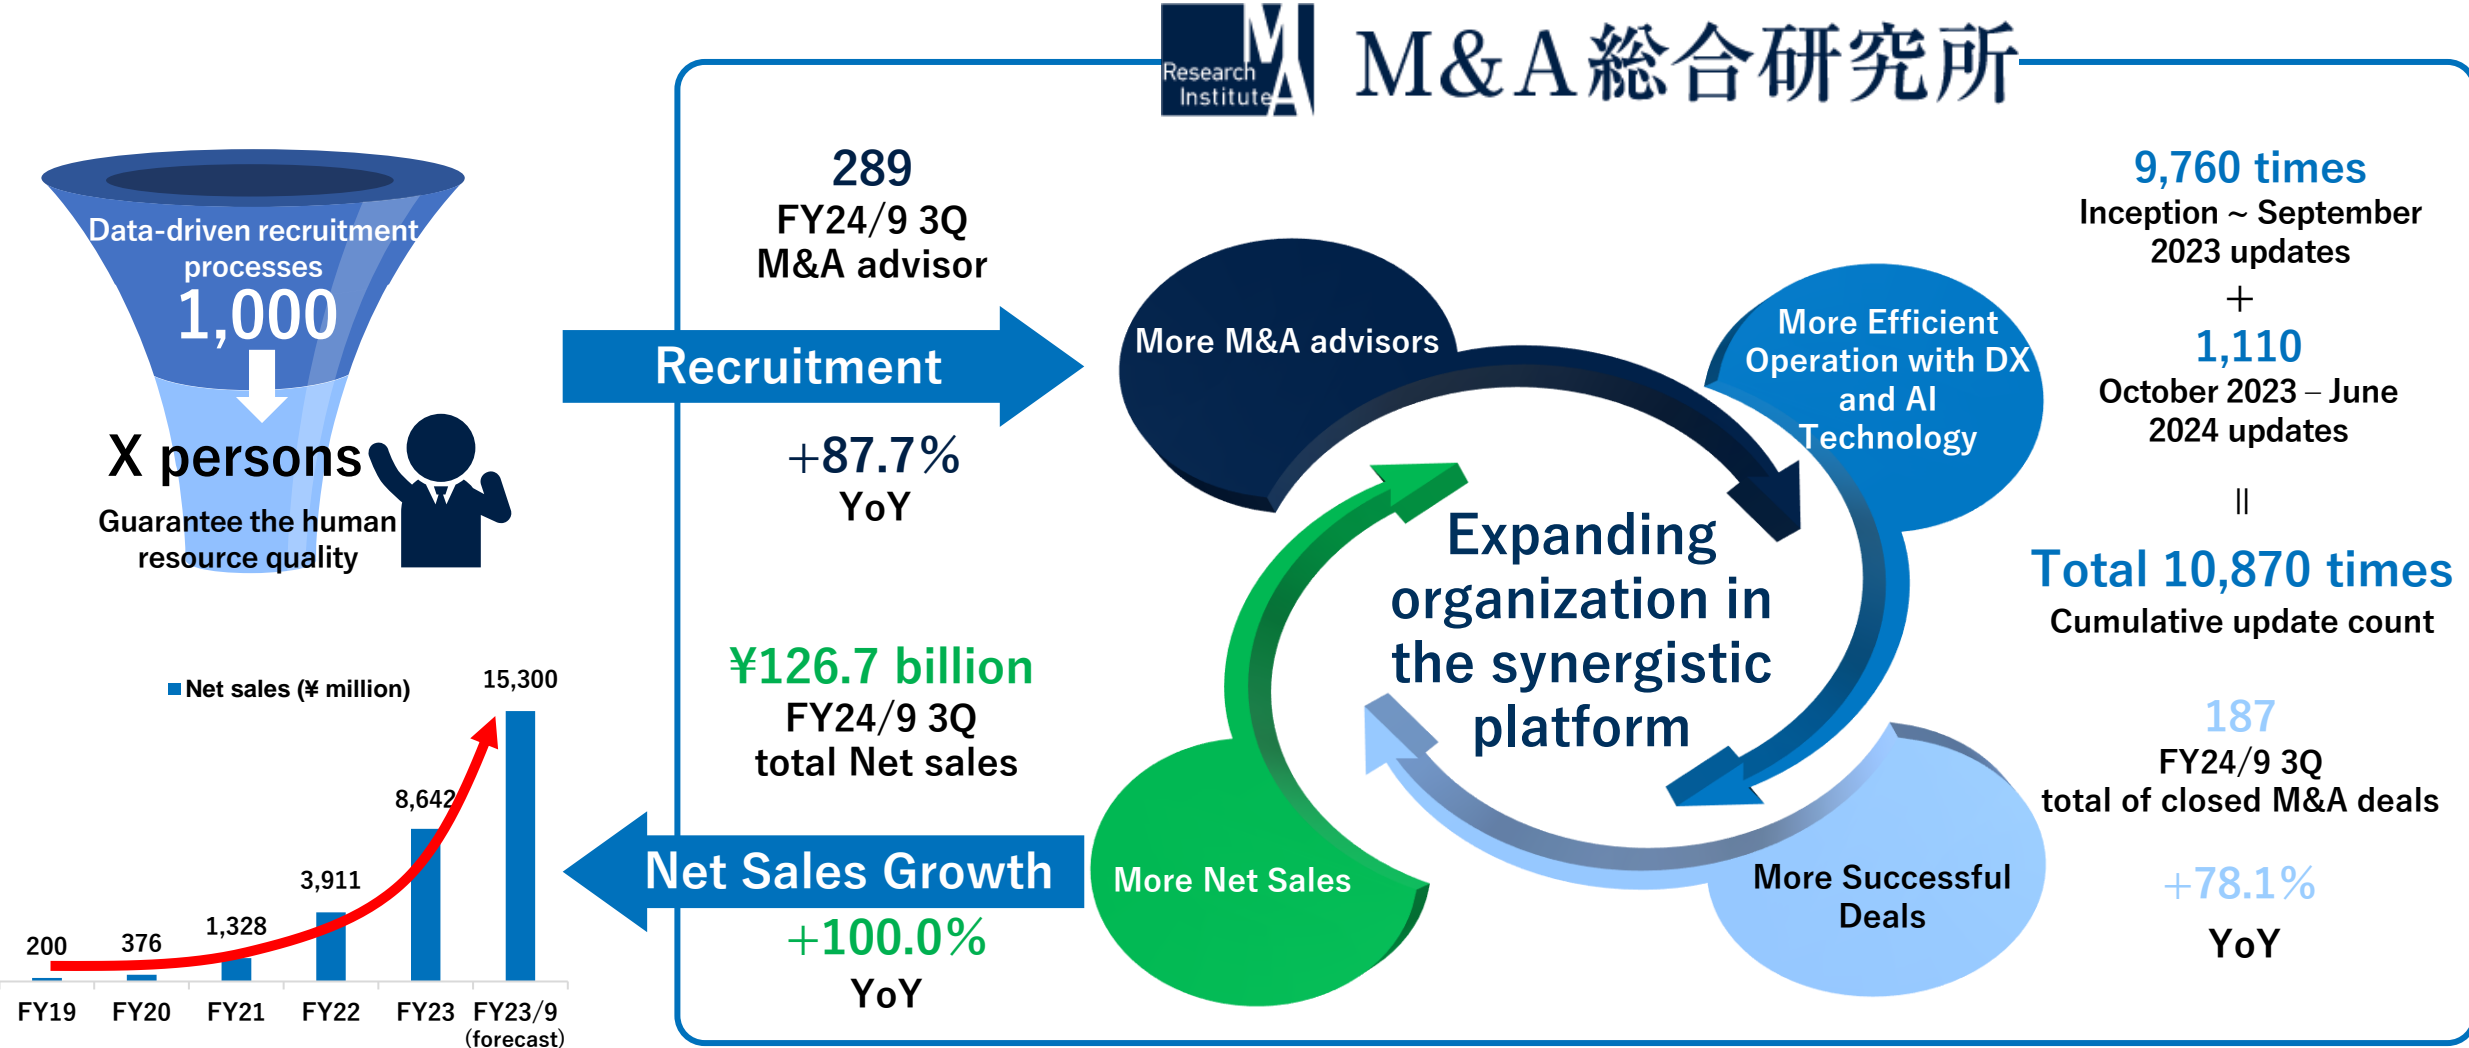 Research
Institute
MA
M&A総合研究所
Data-driven recruitment
processes
1,000
X persons
Guarantee the human
resource quality
Net sales (¥ million)
200
376
1,328
3,911
8,642
15,300
FY19
FY20
FY21
FY22
FY23
FY23/9
(forecast)
289
FY24/9 3Q
M&A advisor
Recruitment
+87.7%
YoY
¥126.7 billion
FY24/9 3Q
total Net sales
Net Sales Growth
+100.0%
YoY
More M&A advisors
More Efficient
Operation with DX
and AI
Technology
Expanding
organization in
the synergistic
platform
More Net Sales
More Successful
Deals
9,760 times
Inception ~ September
2023 updates
+
1,110
October 2023 – June
2024 updates
=
Total 10,870 times
Cumulative update count
187
FY24/9 3Q
total of closed M&A deals
+78.1%
YoY